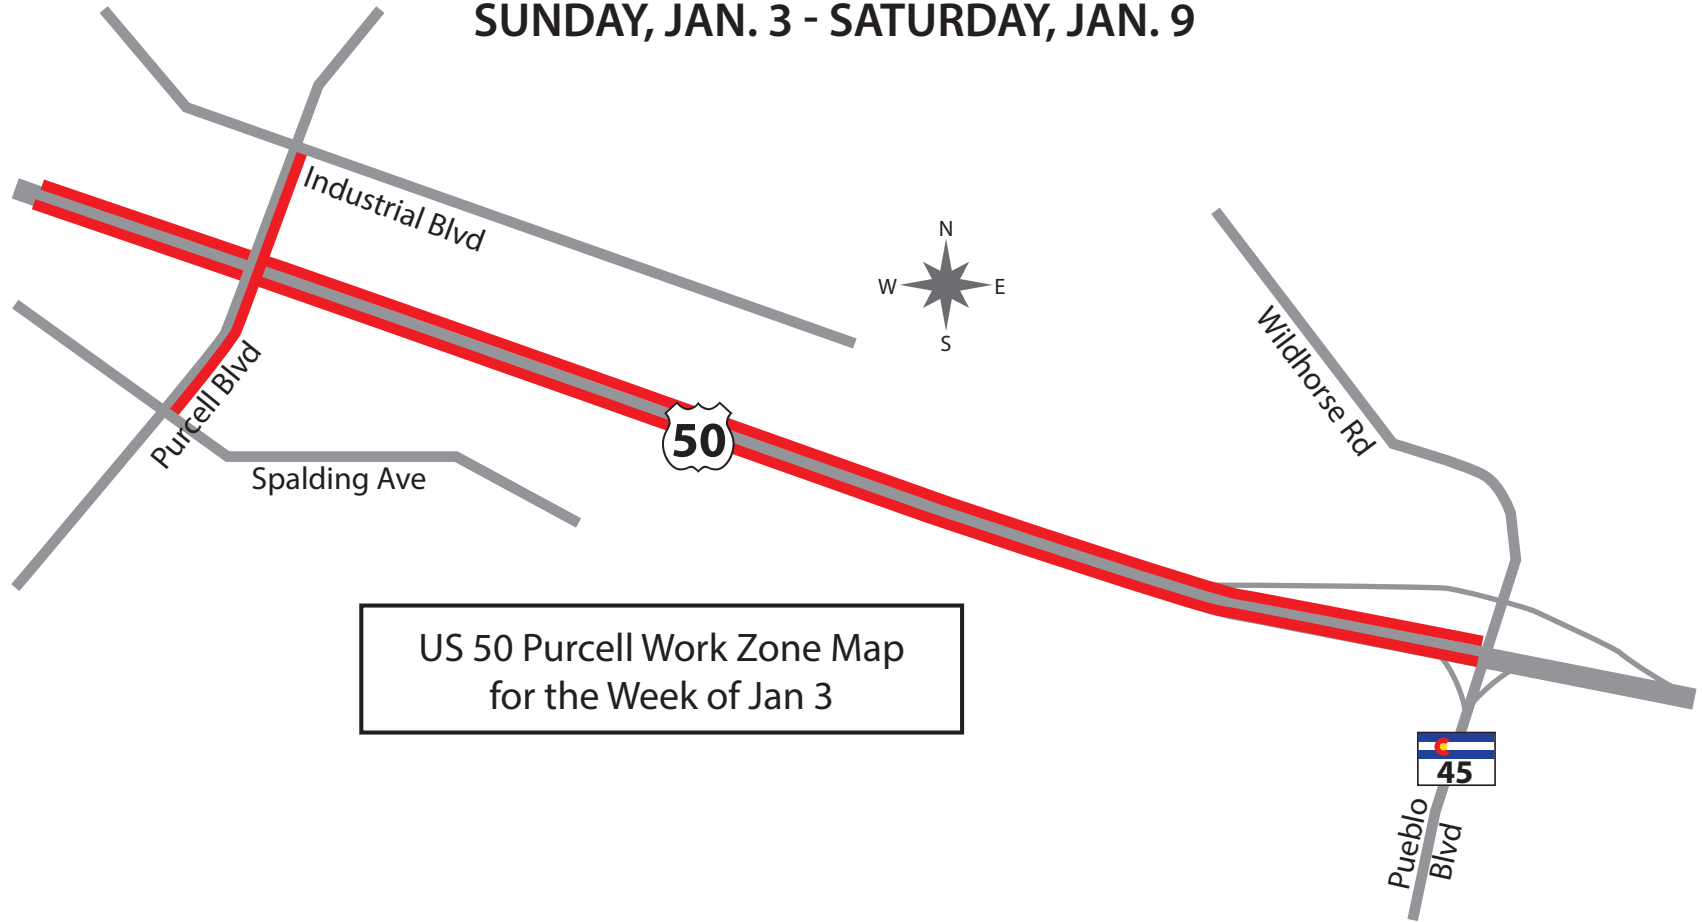 SUNDAY, JAN. 3 - SATURDAY, JAN. 9
Industrial Blvd
N
W
E
S
Wildhorse Rd
Purcell Blvd
50
Spalding Ave
US 50 Purcell Work Zone Map
for the Week of Jan 3
45
Pueblo
Blvd